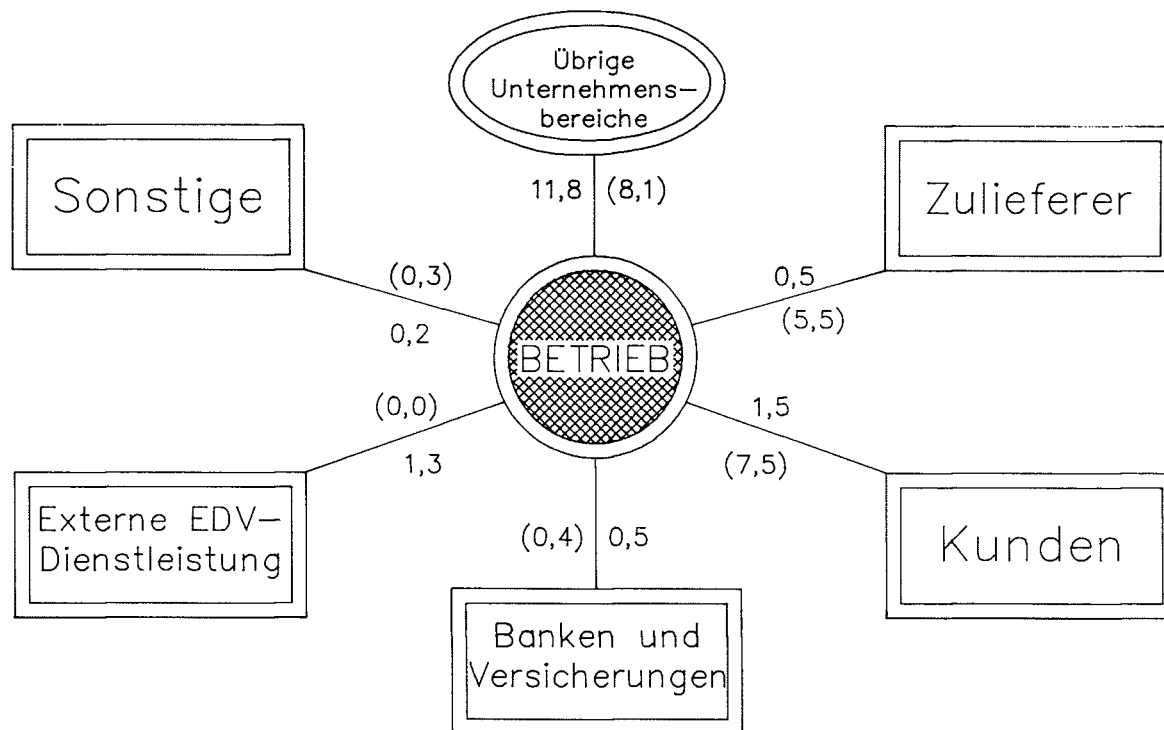 Übrige
Unternehmens-
bereiche
Sonstige
Zulieferer
11,8 (8,1)
(0,3)
0,2
0,5
(5,5)
BETRIEB
(0,0)
1,3
1,5
(7,5)
Externe EDV-
Dienstleistung
(0,4) 0,5
Kunden
Banken und
Versicherungen